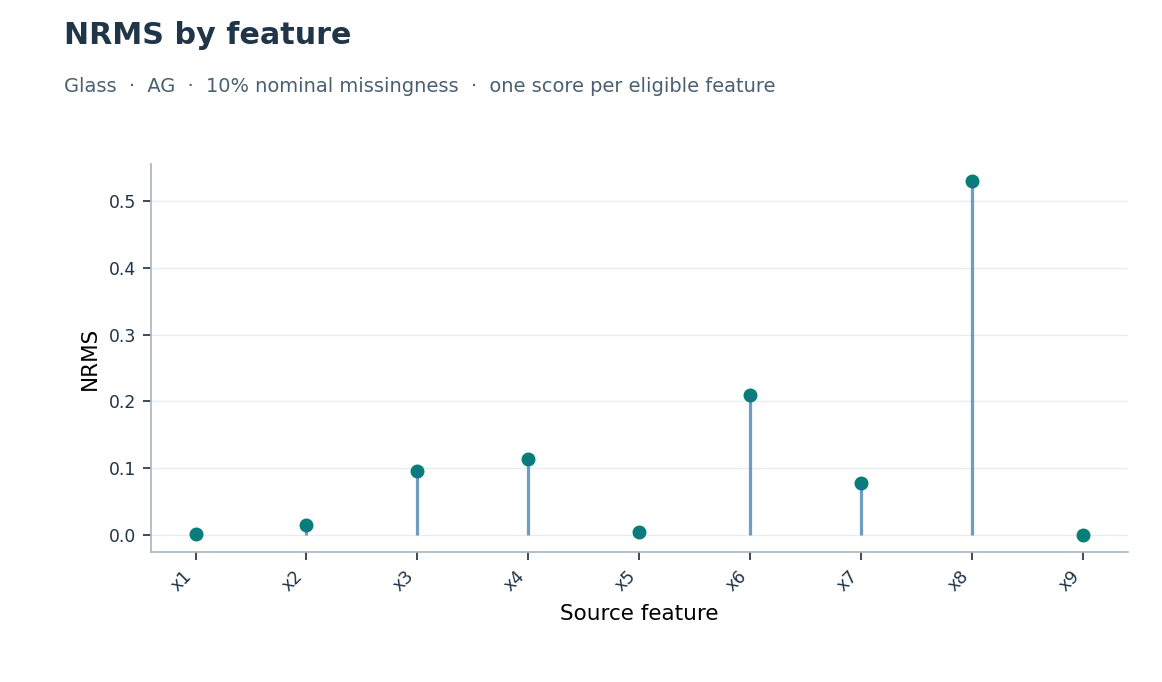 NRMS by feature
Glass · AG · 10% nominal missingness · one score per eligible feature
NRMS
0.5
0.4
0.3
0.2
0.1
0.0
x1 x2 x3 x4 x5 x6 x7 x8 x9
Source feature